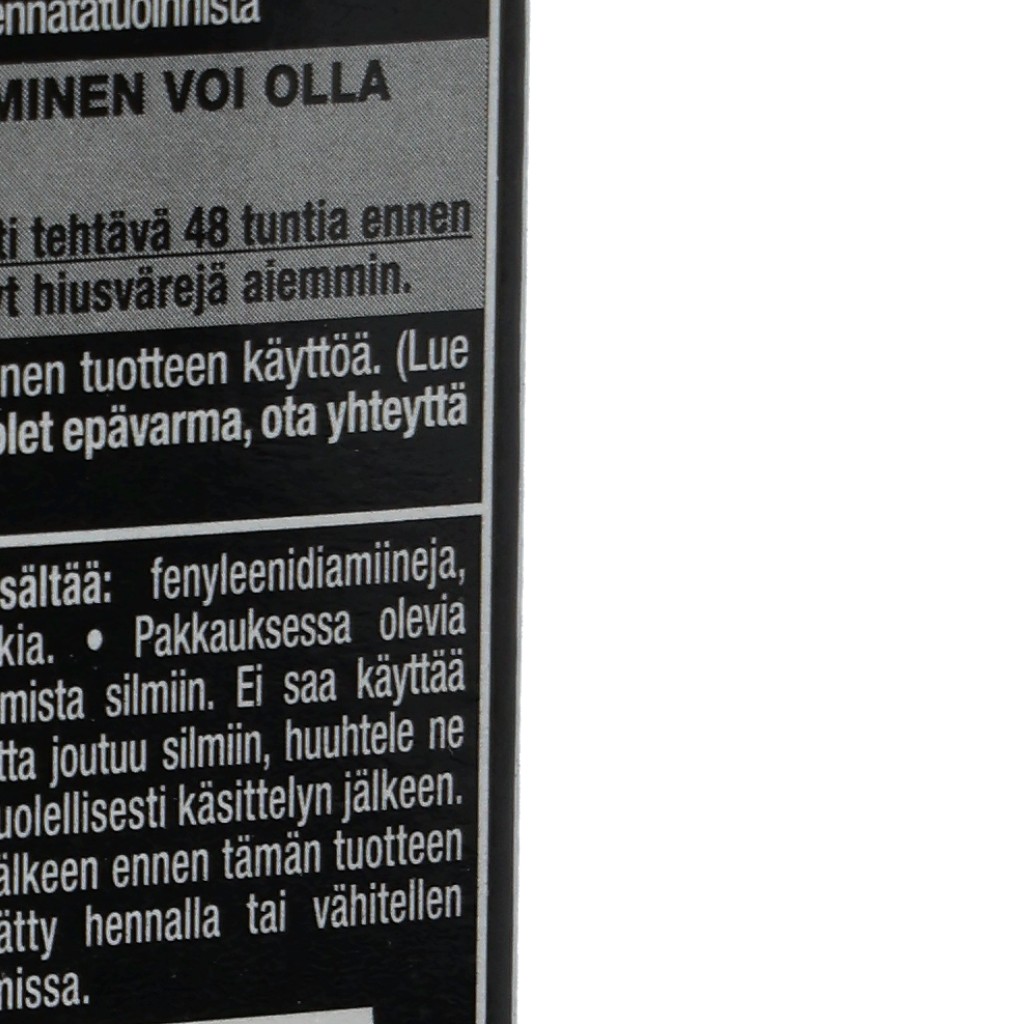 ennatatuoinnista
MINEN VOI OLLA
ti tehtävä 48 tuntia ennen
yt hiusvärejä aiemmin.
nen tuotteen käyttöä. (Lue
olet epävarma, ota yhteyttä
sältää: fenyleenidiamiineja,
kia. • Pakkauksessa olevia
mista silmiin. Ei saa käyttää
tta joutuu silmiin, huuhtele ne
uolellisesti käsittelyn jälkeen.
älkeen ennen tämän tuotteen
ätty hennalla tai vähitellen
missa.